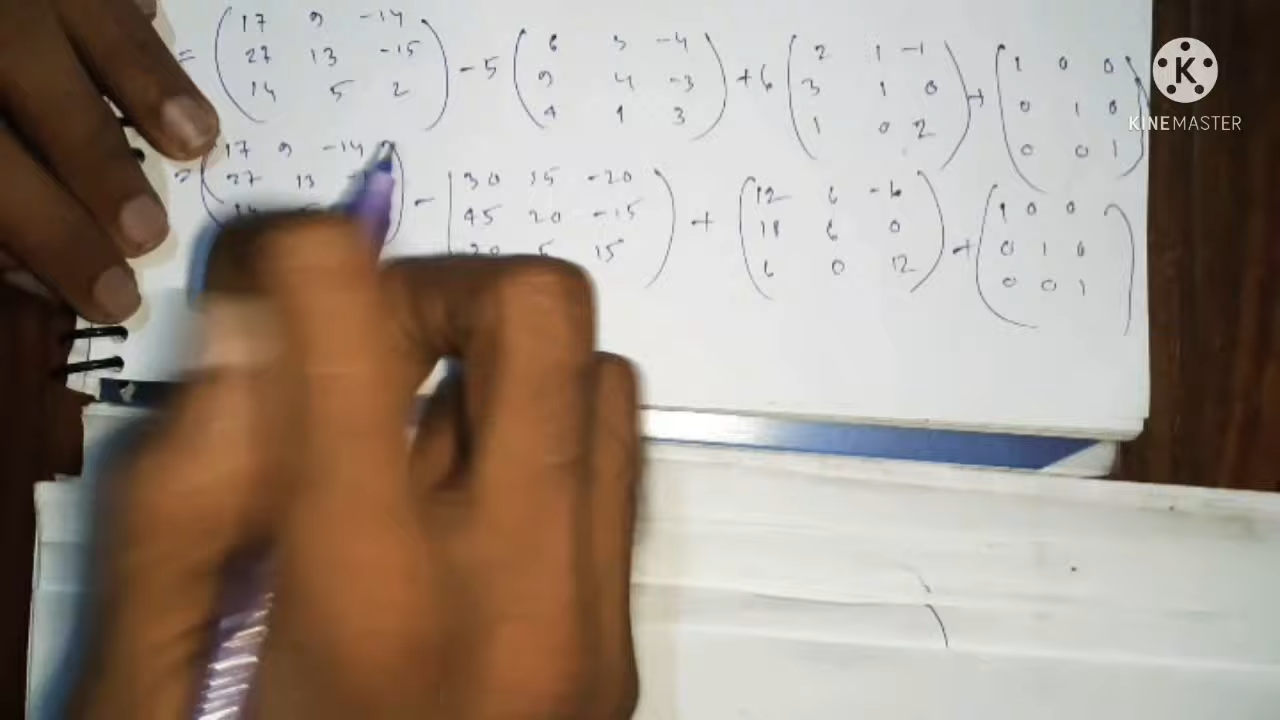 = (17 9 -14) - 5 (6 3 -4) + 6 (2 1 -1) + (1 0 0)
27 13 -15 9 4 -3 3 1 0 0 1 0
14 5 2 4 1 3 1 0 2 0 0 1
= (17 9 -14) - (30 15 -20) + (12 6 -6) + (1 0 0)
27 13 45 20 -15 18 6 0 0 1 0
15 6 0 12 0 0 1
K
KINEMASTER